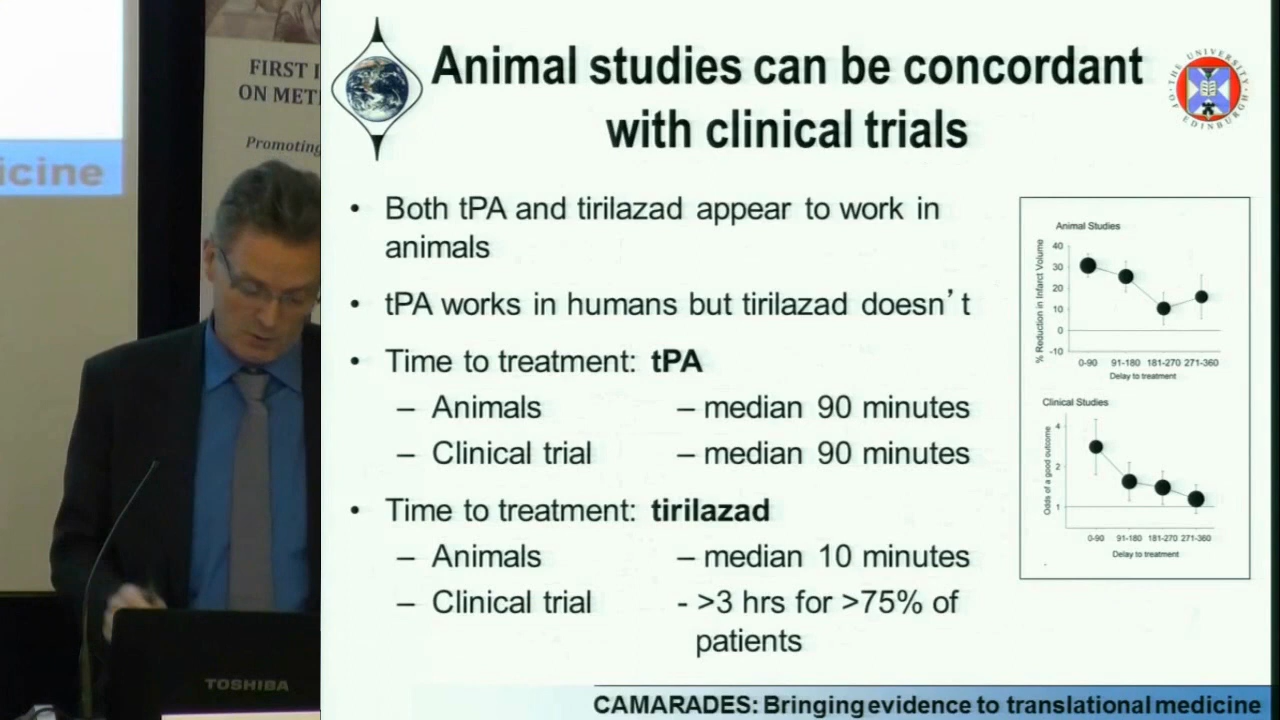 icine
FIRST I
ON MET
Promoting
TOSHIBA
Animal studies can be concordant
with clinical trials
THE UNIVERSITY OF EDINBURGH
• Both tPA and tirilazad appear to work in
animals
• tPA works in humans but tirilazad doesn't
• Time to treatment: tPA
– Animals – median 90 minutes
– Clinical trial – median 90 minutes
• Time to treatment: tirilazad
– Animals – median 10 minutes
– Clinical trial - >3 hrs for >75% of
patients
Animal Studies
% Reduction in Infarct Volume
40
30
20
10
0
-10
0-90 91-180 181-270 271-360
Delay to treatment
Clinical Studies
Odds of a good outcome
4
2
1
0-90 91-180 181-270 271-360
Delay to treatment
CAMARADES: Bringing evidence to translational medicine